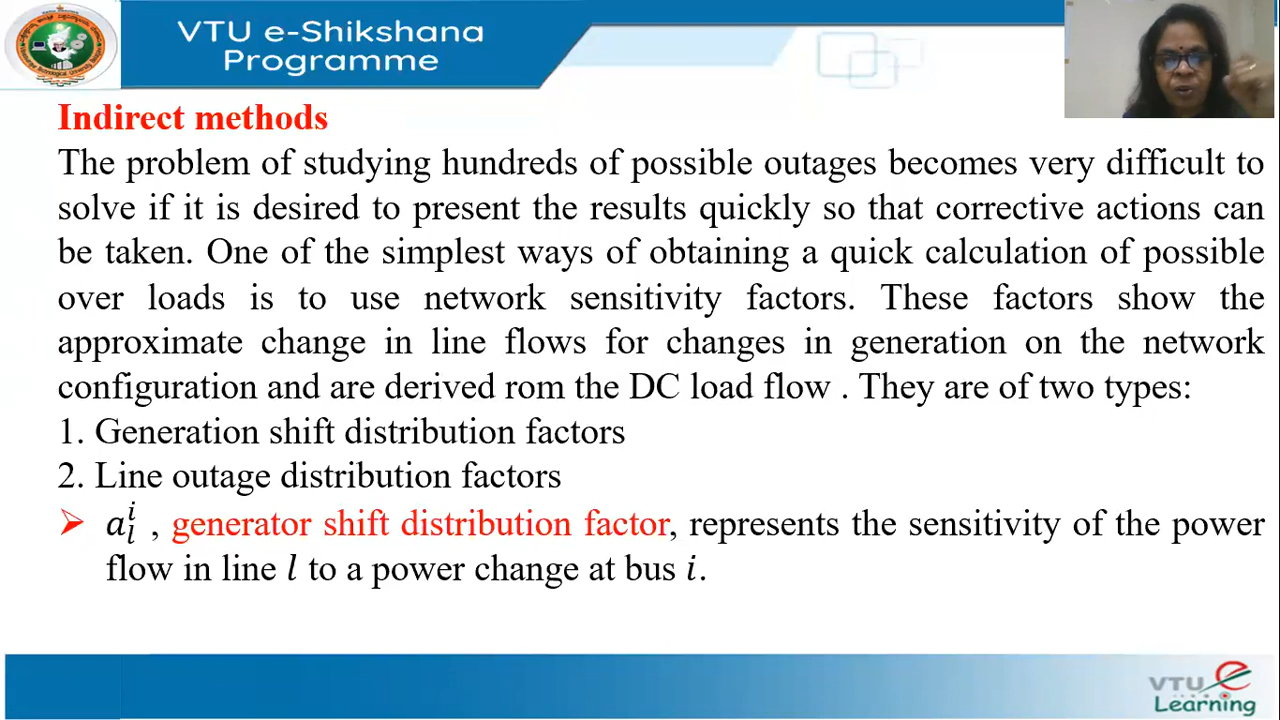 VTU e-Shikshana
Programme
Indirect methods
The problem of studying hundreds of possible outages becomes very difficult to
solve if it is desired to present the results quickly so that corrective actions can
be taken. One of the simplest ways of obtaining a quick calculation of possible
over loads is to use network sensitivity factors. These factors show the
approximate change in line flows for changes in generation on the network
configuration and are derived rom the DC load flow . They are of two types:
1. Generation shift distribution factors
2. Line outage distribution factors
➢ a_l^i , generator shift distribution factor, represents the sensitivity of the power
flow in line l to a power change at bus i.
VTU e
Learning